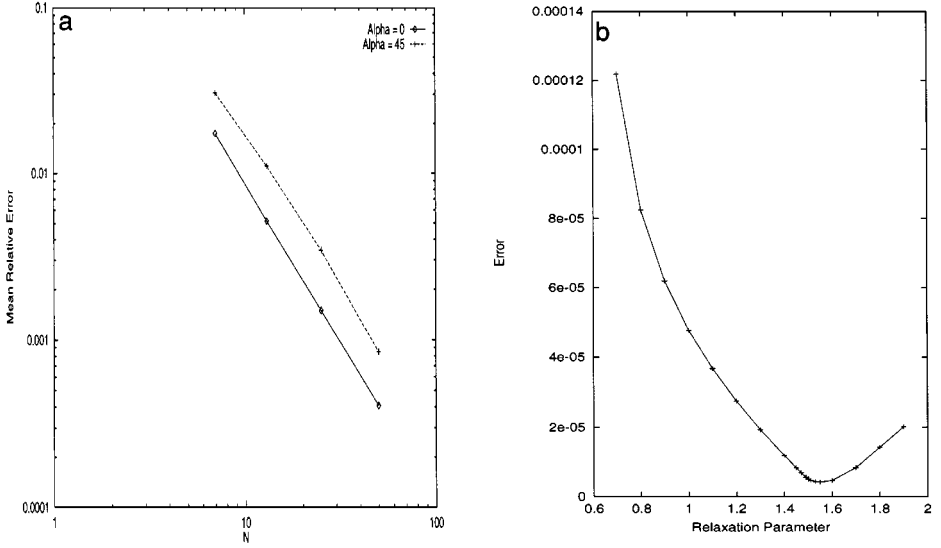 a
0.1
0.01
0.001
0.0001
Mean Relative Error
1
10
100
N
Alpha = 0
Alpha = 45
b
0.00014
0.00012
0.0001
8e-05
6e-05
4e-05
2e-05
0
Error
0.6
0.8
1
1.2
1.4
1.6
1.8
2
Relaxation Parameter